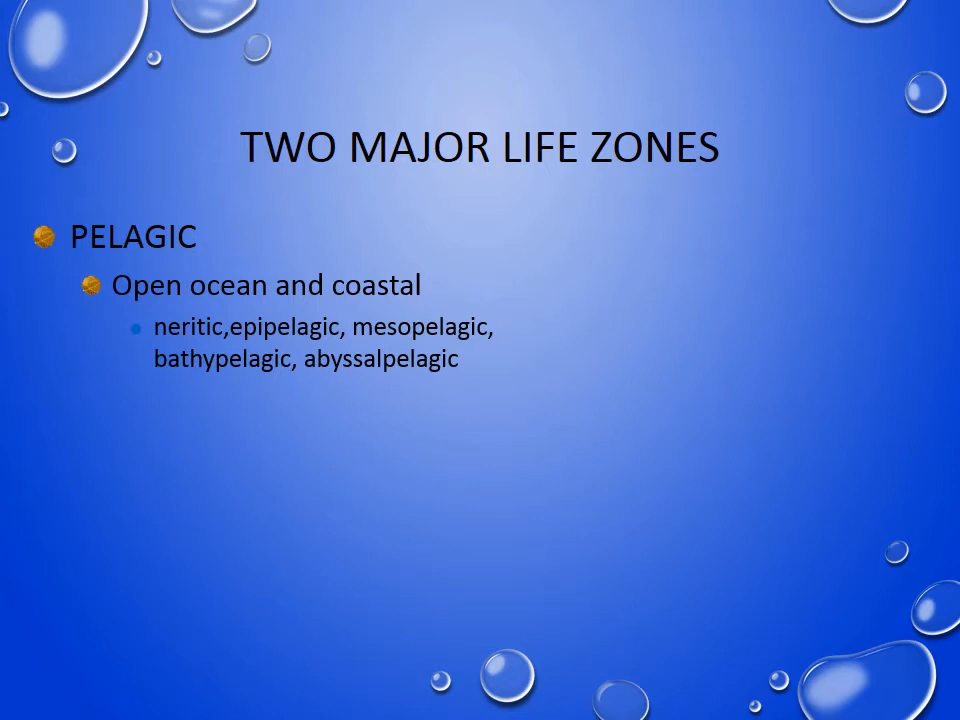 TWO MAJOR LIFE ZONES
PELAGIC
Open ocean and coastal
neritic,epipelagic, mesopelagic,
bathypelagic, abyssalpelagic